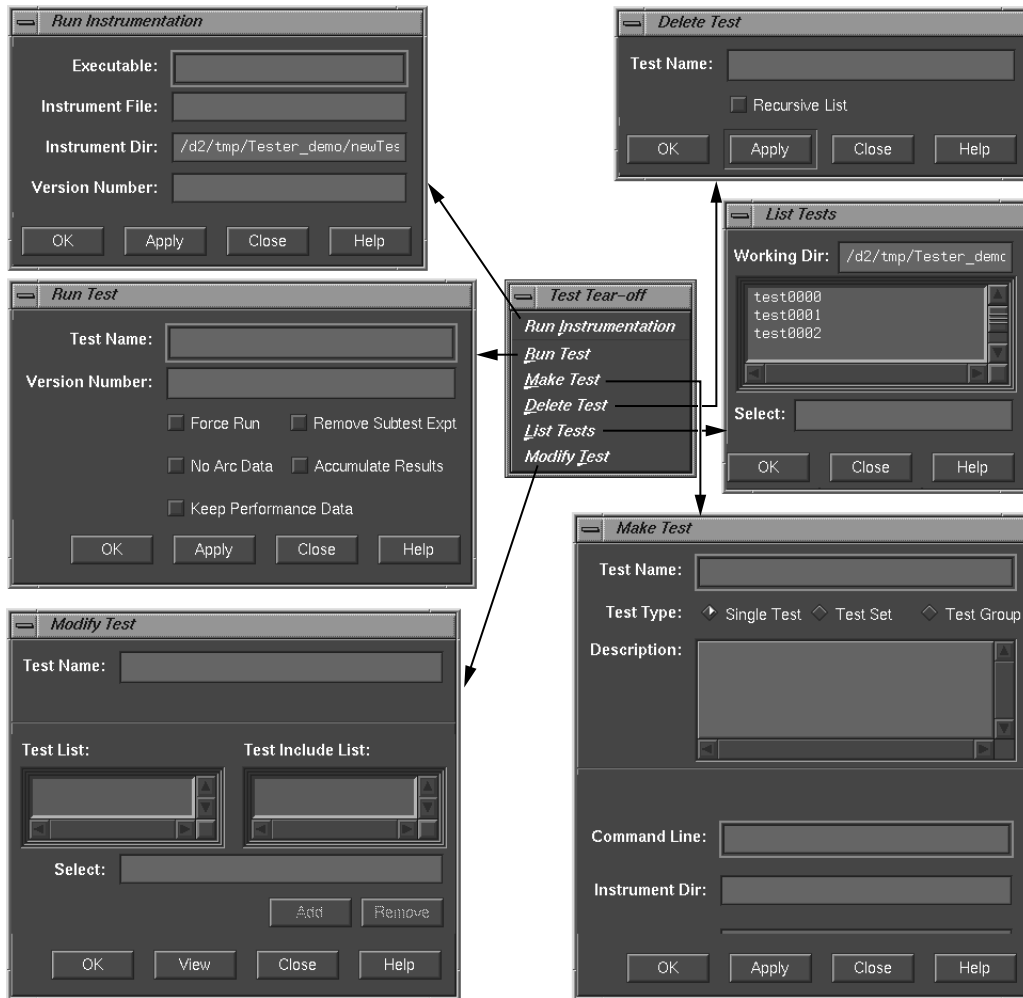 Run Instrumentation
Executable:
Instrument File:
Instrument Dir: /d2/tmp/Tester_demo/newTes
Version Number:
OK Apply Close Help
Delete Test
Test Name:
Recursive List
OK Apply Close Help
List Tests
Working Dir: /d2/tmp/Tester_demo
test0000
test0001
test0002
Select:
OK Close Help
Run Test
Test Name:
Version Number:
Force Run Remove Subtest Expt
No Arc Data Accumulate Results
Keep Performance Data
OK Apply Close Help
Test Tear-off
Run Instrumentation
Run Test
Make Test
Delete Test
List Tests
Modify Test
Modify Test
Test Name:
Test List: Test Include List:
Select:
Add Remove
OK View Close Help
Make Test
Test Name:
Test Type: Single Test Test Set Test Group
Description:
Command Line:
Instrument Dir:
OK Apply Close Help